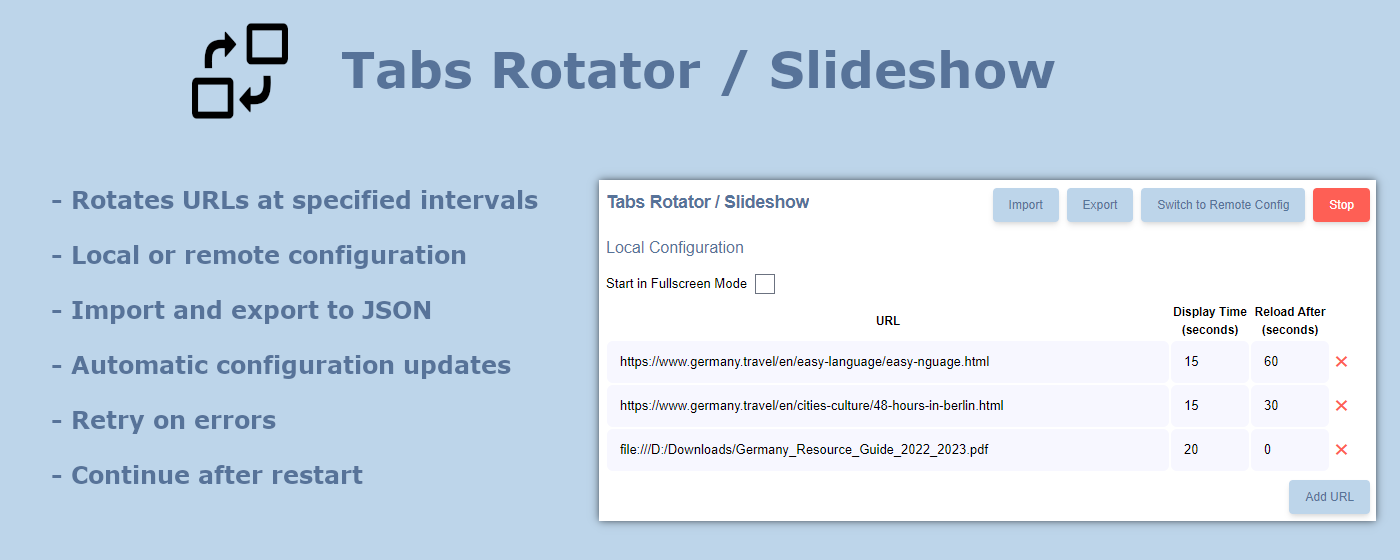 Tabs Rotator / Slideshow
- Rotates URLs at specified intervals
- Local or remote configuration
- Import and export to JSON
- Automatic configuration updates
- Retry on errors
- Continue after restart
Tabs Rotator / Slideshow Import Export Switch to Remote Config Stop
Local Configuration
Start in Fullscreen Mode
URL Display Time (seconds) Reload After (seconds)
https://www.germany.travel/en/easy-language/easy-nguage.html 15 60 ✕
https://www.germany.travel/en/cities-culture/48-hours-in-berlin.html 15 30 ✕
file:///D:/Downloads/Germany_Resource_Guide_2022_2023.pdf 20 0 ✕
Add URL